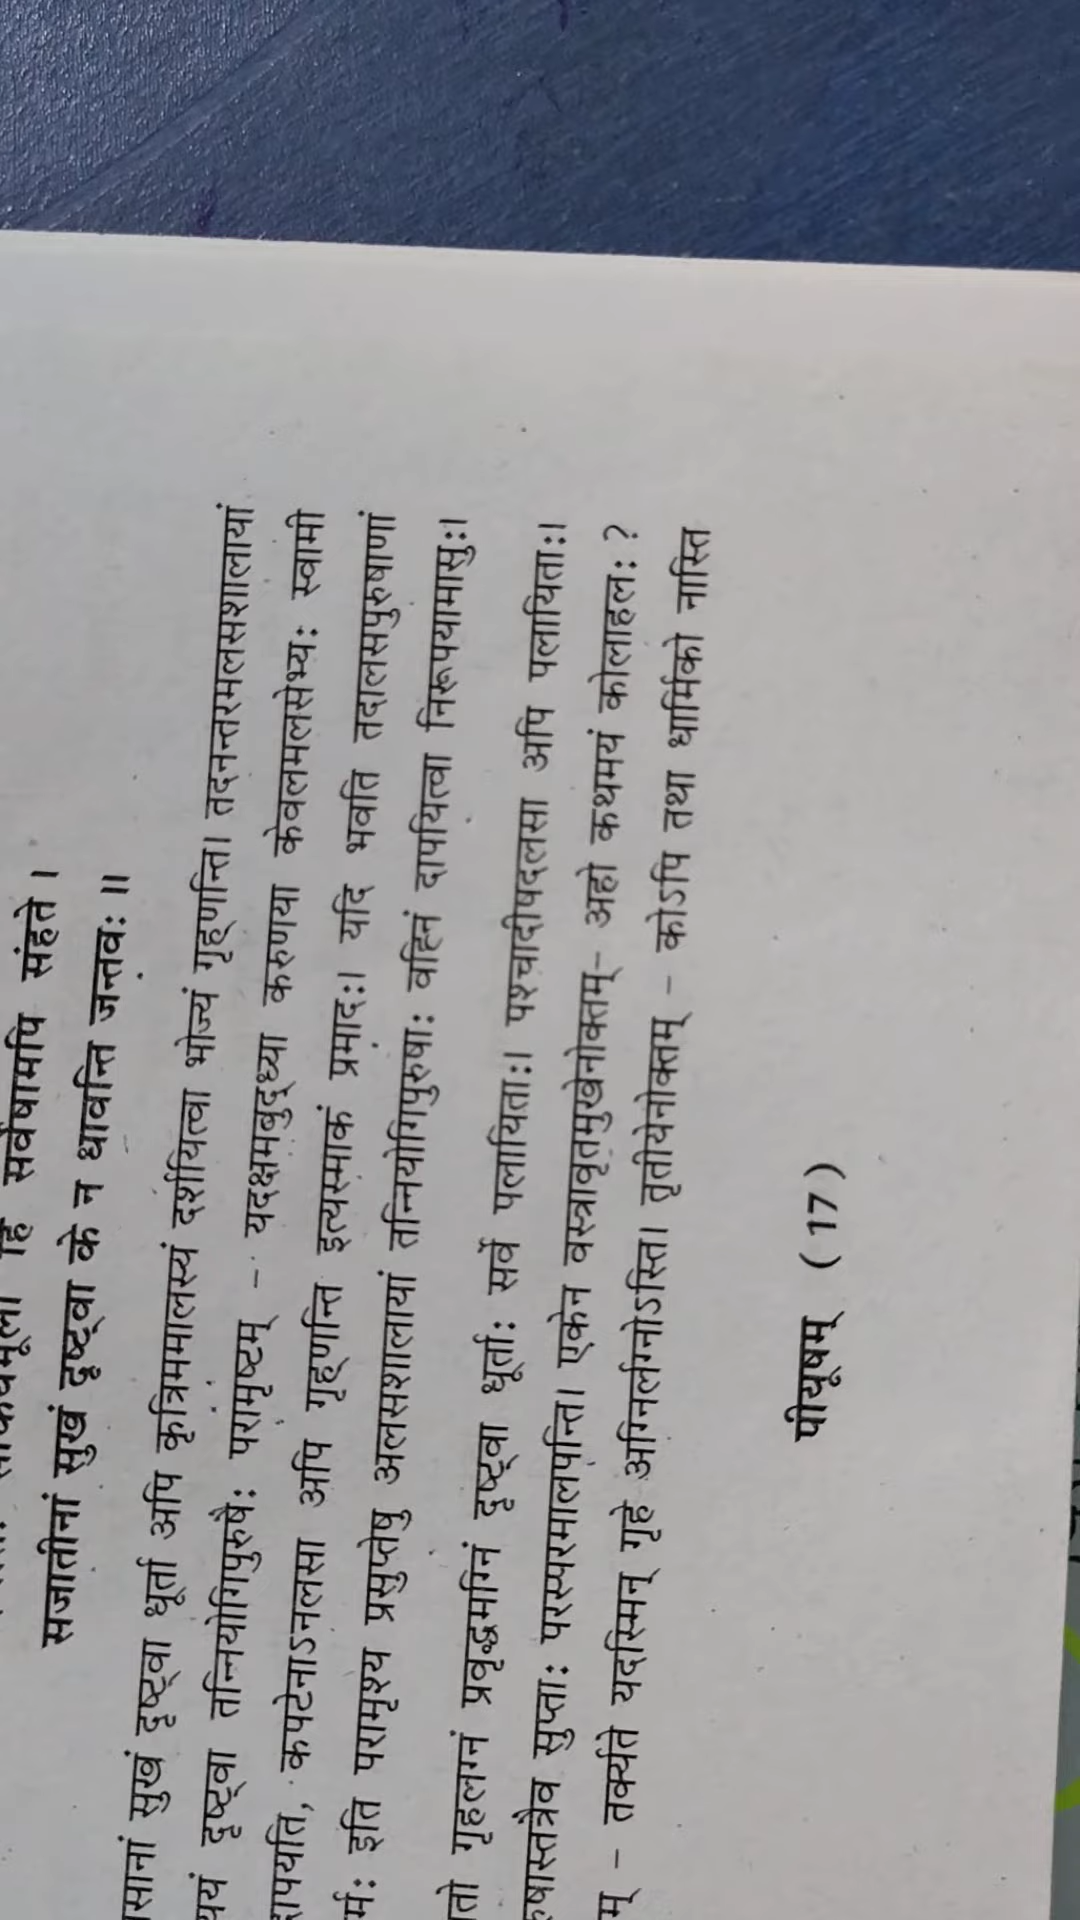 हि सर्वेषामपि संहते ।
सजातीनां सुखं दृष्ट्वा के न धावन्ति जन्तवः ॥
सानां सुखं दृष्ट्वा धूर्ता अपि कृत्रिममालस्यं दर्शयित्वा भोज्यं गृह्णन्ति। तदनन्तरमलसशालायां
दृष्ट्वा तन्नियोगिपुरुषैः परामृष्टम् - यदक्षमबुद्ध्या करुणया केवलमलसेभ्यः स्वामी
कपटेनाऽनलसा अपि गृह्णन्ति इत्यस्माकं प्रमादः। यदि भवति तदालसपुरुषाणां
इति परामृश्य प्रसुप्तेषु अलसशालायां तन्नियोगिपुरुषाः वह्निं दापयित्वा निरूपयामासुः।
गृहलग्नं प्रवृद्धमग्निं दृष्ट्वा धूर्ताः सर्वे पलायिताः। पश्चादीषदलसा अपि पलायिताः।
षास्तत्रैव सुप्ताः परस्परमालपन्ति। एकेन वस्त्रावृतमुखेनोक्तम्- अहो कथमयं कोलाहलः ?
म् - तर्क्यते यदस्मिन् गृहे अग्निर्लग्नोऽस्ति। तृतीयेनोक्तम् - कोऽपि तथा धार्मिको नास्ति
पीयूषम् (17)